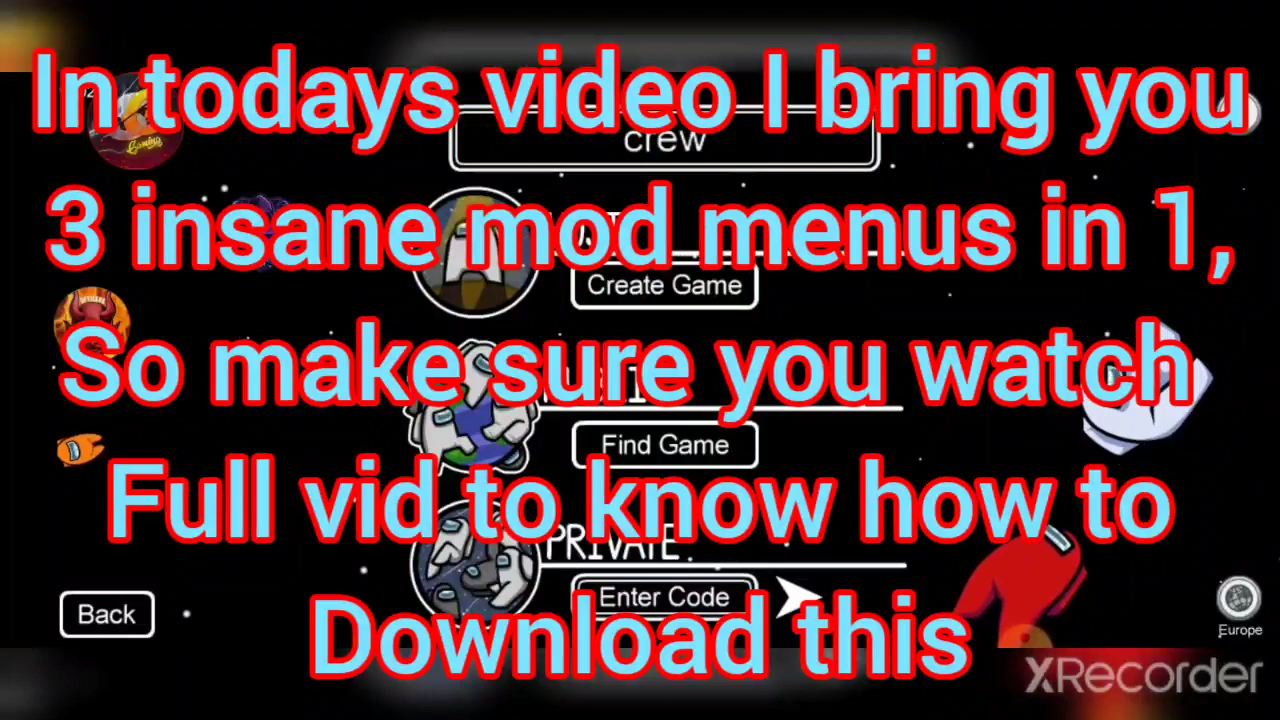 In todays video I bring you
crew
3 insane mod menus in 1,
Create Game
So make sure you watch
Find Game
Full vid to know how to
PRIVATE
Enter Code
Back
Download this
Europe
XRecorder